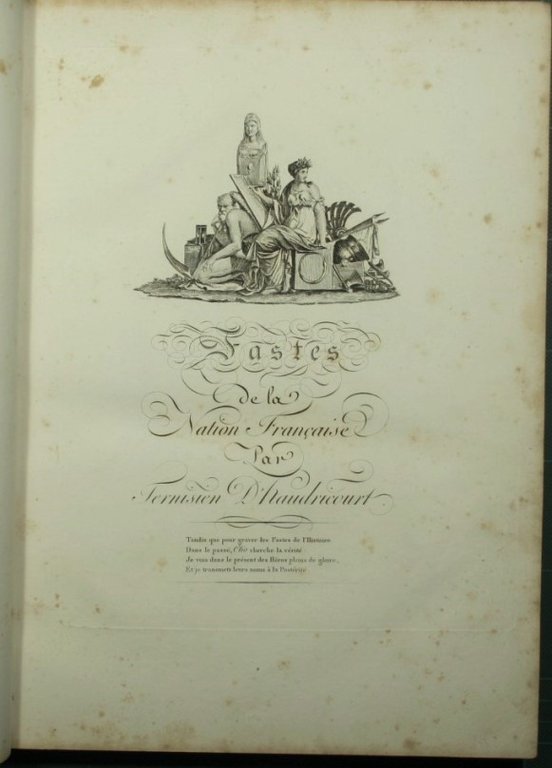 Fastes
de la
Nation Française
Par
Ternisien D'Haudricourt
Tandis que pour graver les Fastes de l'Histoire
Dans le passé, Clio cherche la vérité
Je vois dans le présent des Héros pleins de gloire,
Et je transmets leurs noms à la Postérité